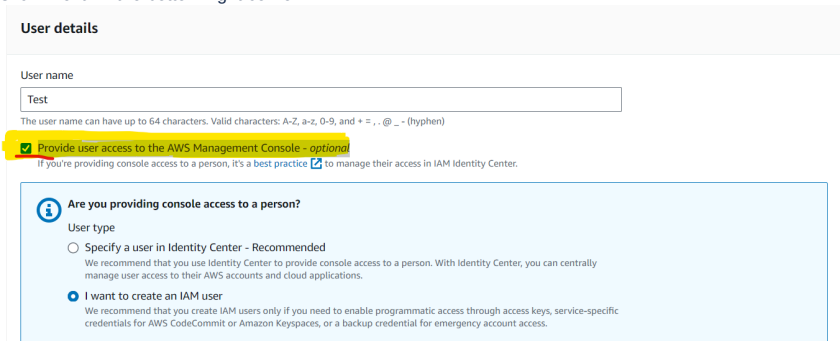 User details
User name
Test
The user name can have up to 64 characters. Valid characters: A-Z, a-z, 0-9, and + = , . @ _ - (hyphen)
Provide user access to the AWS Management Console - optional
If you're providing console access to a person, it's a best practice to manage their access in IAM Identity Center.
Are you providing console access to a person?
User type
Specify a user in Identity Center - Recommended
We recommend that you use Identity Center to provide console access to a person. With Identity Center, you can centrally
manage user access to their AWS accounts and cloud applications.
I want to create an IAM user
We recommend that you create IAM users only if you need to enable programmatic access through access keys, service-specific
credentials for AWS CodeCommit or Amazon Keyspaces, or a backup credential for emergency account access.